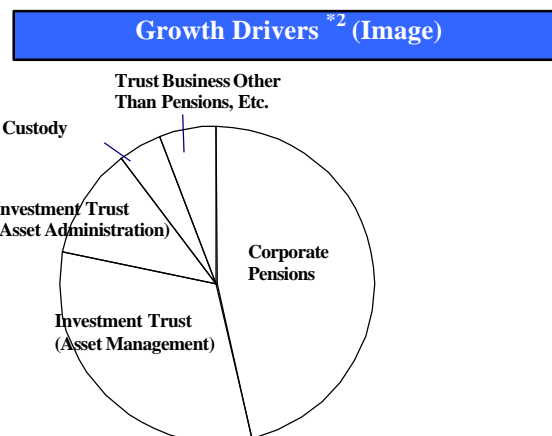 Growth Drivers *2 (Image)
Trust Business Other
Than Pensions, Etc.
Custody
nvestment Trust
Asset Administration)
Corporate
Pensions
Investment Trust
(Asset Management)